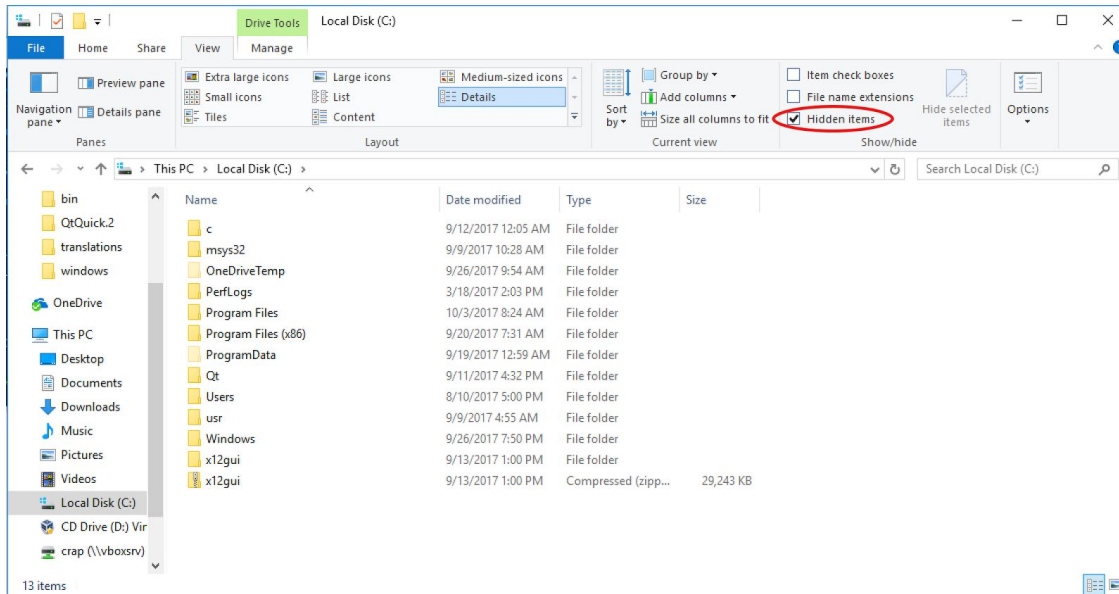 Drive Tools Local Disk (C:)
File Home Share View Manage
Preview pane
Details pane
Navigation pane
Panes
Extra large icons Large icons Medium-sized icons
Small icons List Details
Tiles Content
Layout
Sort by
Group by
Add columns
Size all columns to fit
Current view
Item check boxes
File name extensions
Hidden items
Hide selected items
Show/hide
Options
This PC > Local Disk (C:) >
Search Local Disk (C:)
bin
QtQuick.2
translations
windows
OneDrive
This PC
Desktop
Documents
Downloads
Music
Pictures
Videos
Local Disk (C:)
CD Drive (D:) Vir
crap (\\vboxsrv)
Name Date modified Type Size
c 9/12/2017 12:05 AM File folder
msys32 9/9/2017 10:28 AM File folder
OneDriveTemp 9/26/2017 9:54 AM File folder
PerfLogs 3/18/2017 2:03 PM File folder
Program Files 10/3/2017 8:24 AM File folder
Program Files (x86) 9/20/2017 7:31 AM File folder
ProgramData 9/19/2017 12:59 AM File folder
Qt 9/11/2017 4:32 PM File folder
Users 8/10/2017 5:00 PM File folder
usr 9/9/2017 4:55 AM File folder
Windows 9/26/2017 7:50 PM File folder
x12gui 9/13/2017 1:00 PM File folder
x12gui 9/13/2017 1:00 PM Compressed (zipp... 29,243 KB
13 items